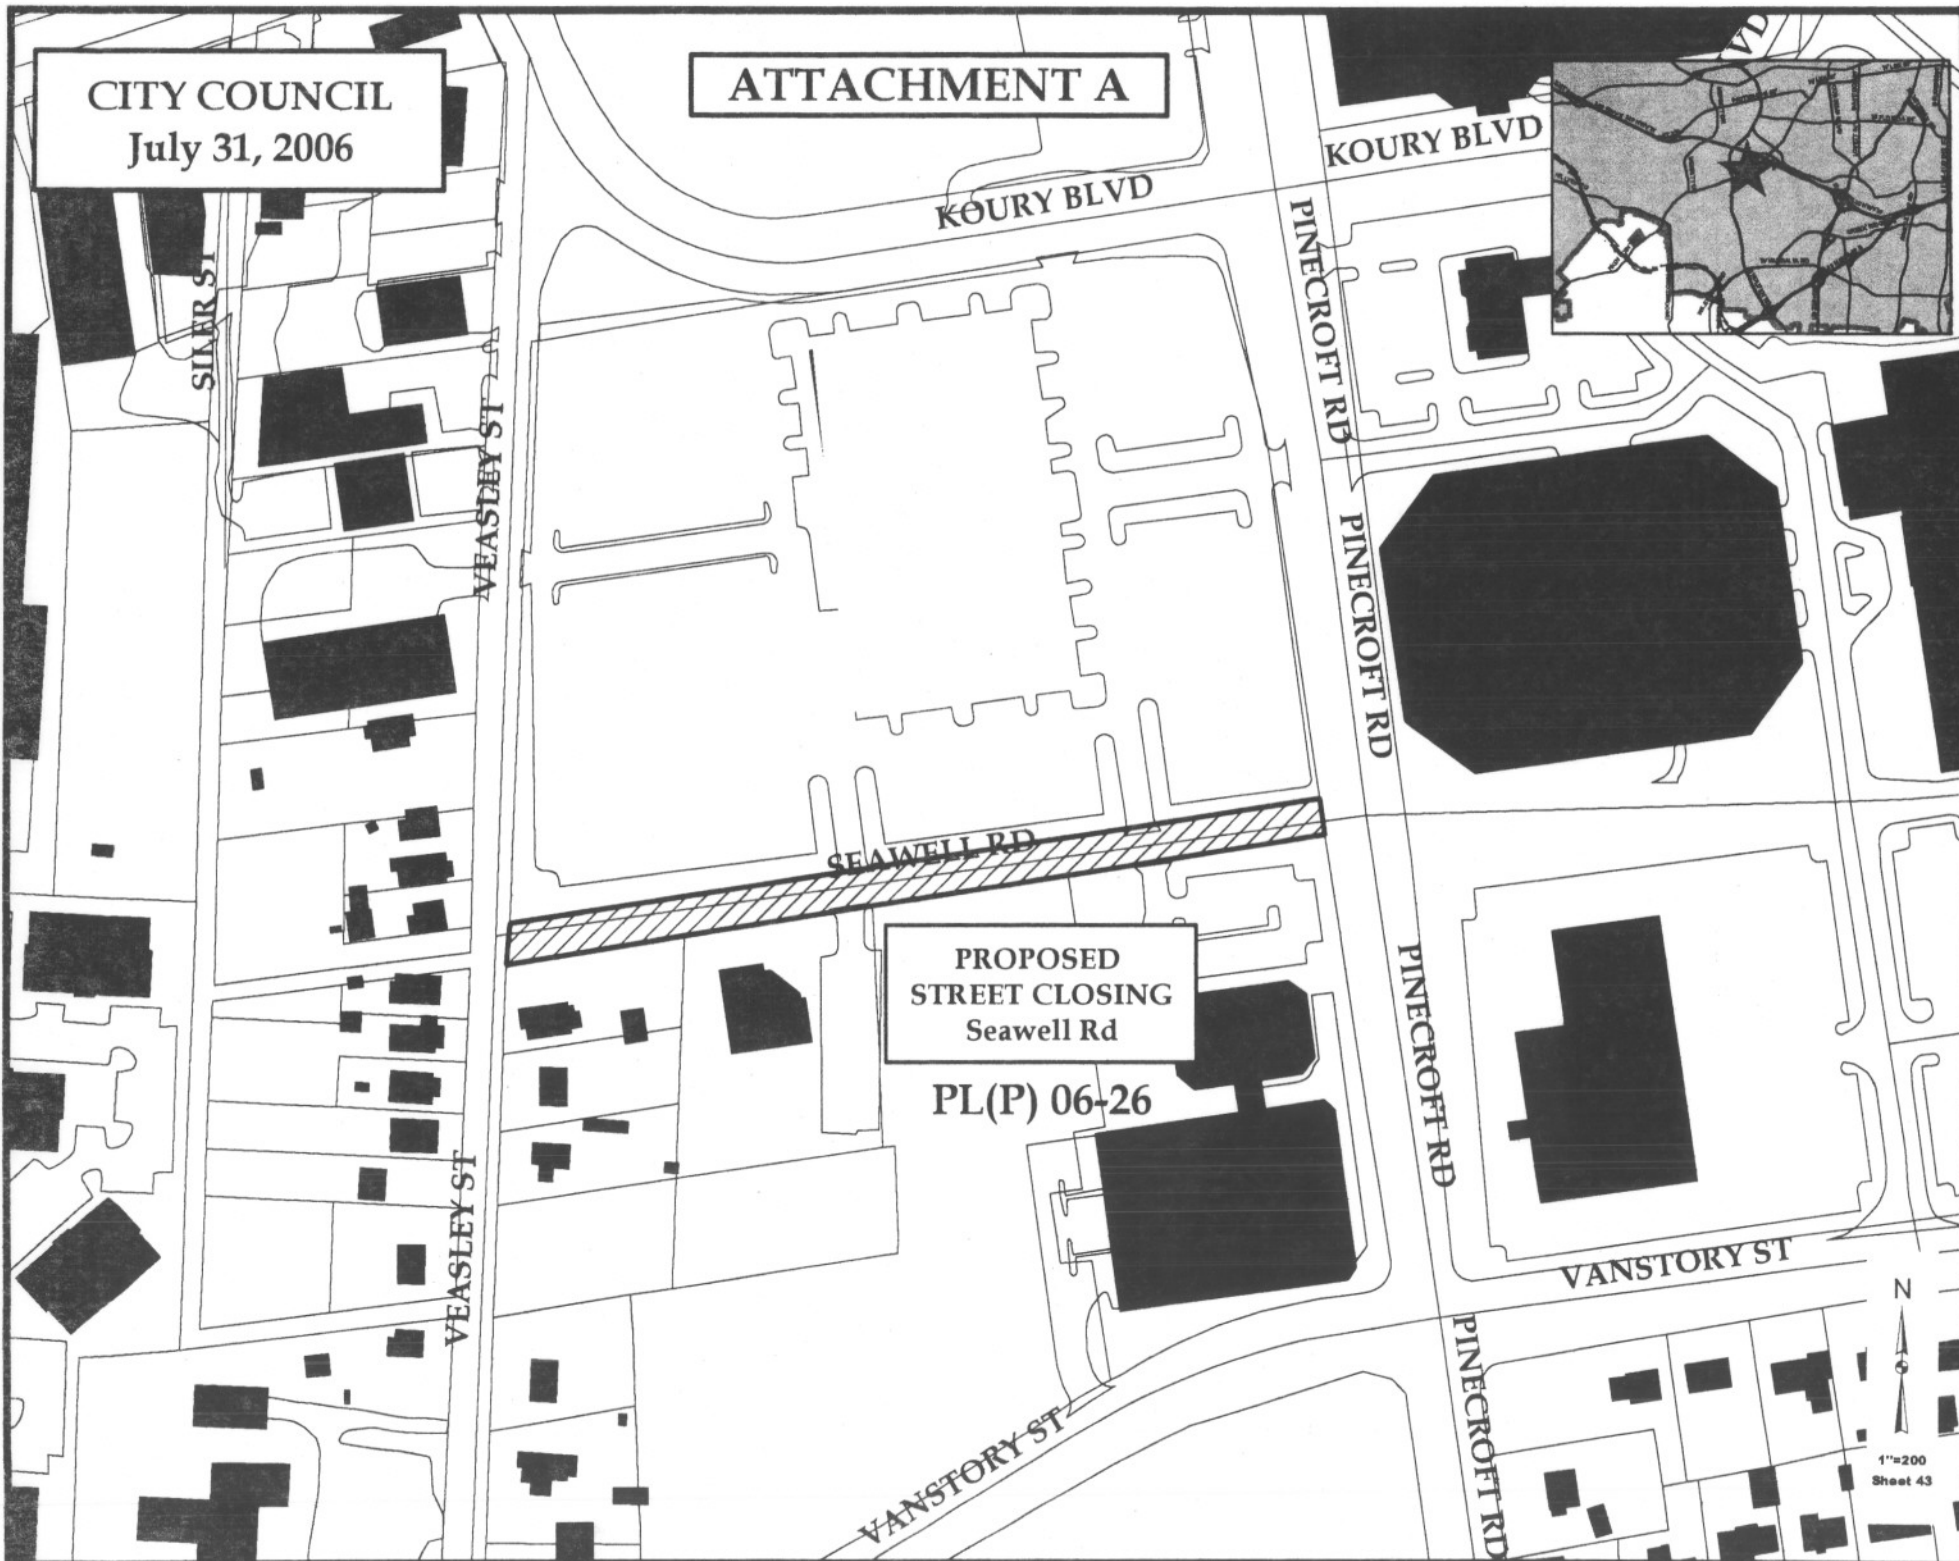 CITY COUNCIL
July 31, 2006
ATTACHMENT A
VD
KOURY BLVD
KOURY BLVD
SILER ST
VEASLEY ST
PINECROFT RD
PINECROFT RD
SEAWELL RD
PROPOSED
STREET CLOSING
Seawell Rd
PL(P) 06-26
PINECROFT RD
VEASLEY ST
VANSTORY ST
VANSTORY ST
PINECROFT RD
N
1"=200
Sheet 43